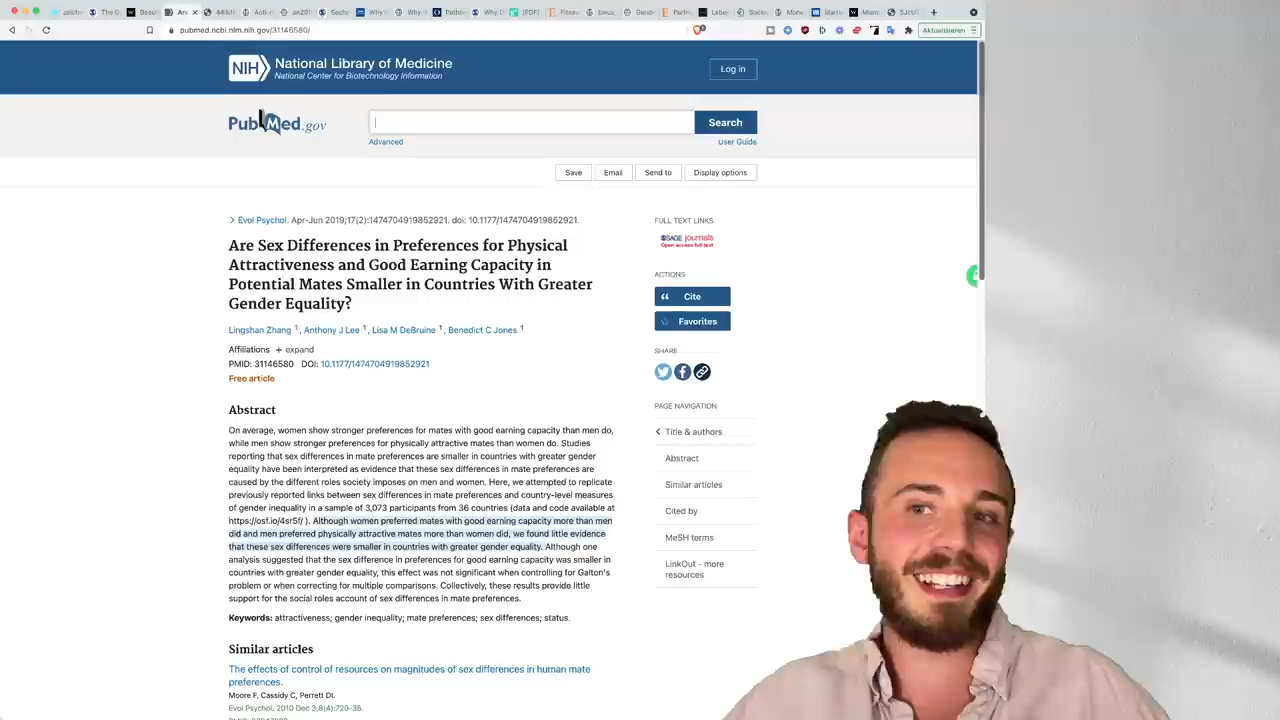 pubmed.ncbi.nlm.nih.gov/31146580/
Aktualisieren
NIH
National Library of Medicine
National Center for Biotechnology Information
Log in
PubMed.gov
Search
Advanced
User Guide
Save
Email
Send to
Display options
Evol Psychol. Apr-Jun 2019;17(2):1474704919852921. doi: 10.1177/1474704919852921.
Are Sex Differences in Preferences for Physical
Attractiveness and Good Earning Capacity in
Potential Mates Smaller in Countries With Greater
Gender Equality?
Lingshan Zhang 1, Anthony J Lee 1, Lisa M DeBruine 1, Benedict C Jones 1
Affiliations + expand
PMID: 31146580 DOI: 10.1177/1474704919852921
Free article
Abstract
On average, women show stronger preferences for mates with good earning capacity than men do,
while men show stronger preferences for physically attractive mates than women do. Studies
reporting that sex differences in mate preferences are smaller in countries with greater gender
equality have been interpreted as evidence that these sex differences in mate preferences are
caused by the different roles society imposes on men and women. Here, we attempted to replicate
previously reported links between sex differences in mate preferences and country-level measures
of gender inequality in a sample of 3,073 participants from 36 countries (data and code available at
https://osf.io/4sr5f/ ). Although women preferred mates with good earning capacity more than men
did and men preferred physically attractive mates more than women did, we found little evidence
that these sex differences were smaller in countries with greater gender equality. Although one
analysis suggested that the sex difference in preferences for good earning capacity was smaller in
countries with greater gender equality, this effect was not significant when controlling for Galton's
problem or when correcting for multiple comparisons. Collectively, these results provide little
support for the social roles account of sex differences in mate preferences.
Keywords: attractiveness; gender inequality; mate preferences; sex differences; status.
Similar articles
The effects of control of resources on magnitudes of sex differences in human mate
preferences.
Moore F, Cassidy C, Perrett DI.
Evol Psychol. 2010 Dec 3;8(4):720-35.
FULL TEXT LINKS
SAGE journals
Open access full text
ACTIONS
Cite
Favorites
SHARE
PAGE NAVIGATION
Title & authors
Abstract
Similar articles
Cited by
MeSH terms
LinkOut - more
resources